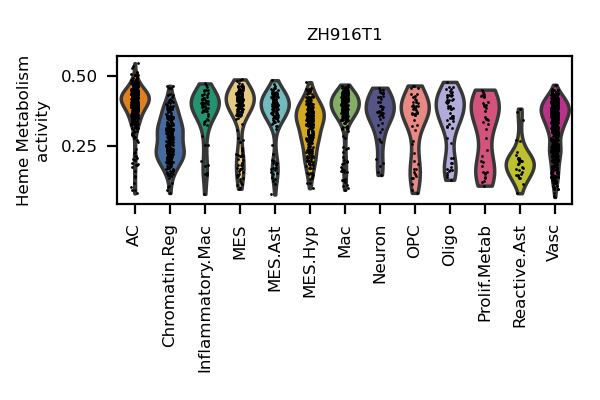 ZH916T1
Heme Metabolism
activity
0.50
0.25
AC
Chromatin.Reg
Inflammatory.Mac
MES
MES.Ast
MES.Hyp
Mac
Neuron
OPC
Oligo
Prolif.Metab
Reactive.Ast
Vasc